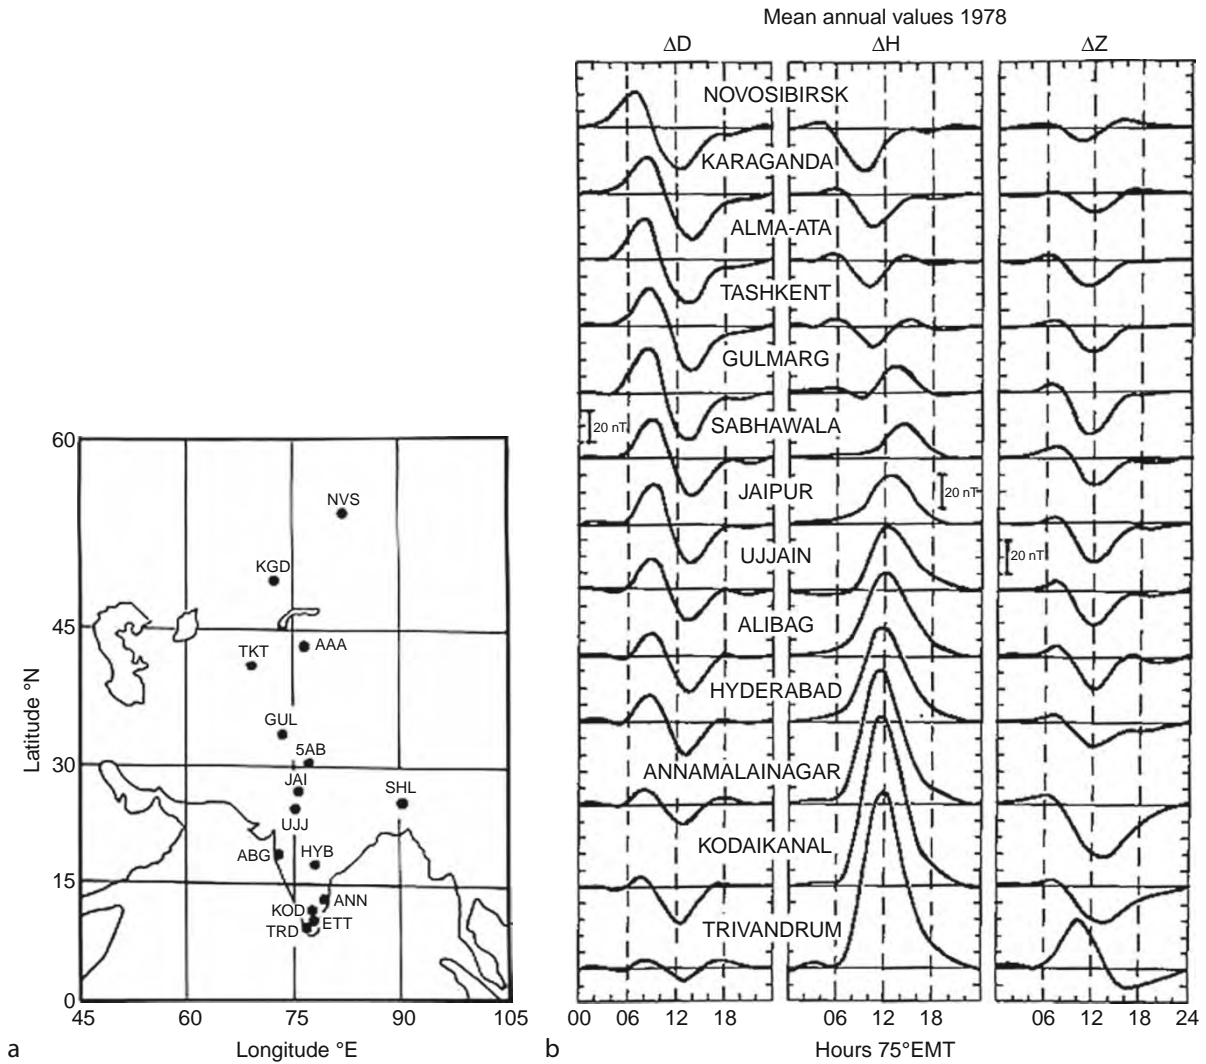 Mean annual values 1978
ΔD ΔH ΔZ
NOVOSIBIRSK
KARAGANDA
ALMA-ATA
TASHKENT
GULMARG
20 nT
SABHAWALA
JAIPUR
20 nT
UJJAIN
20 nT
ALIBAG
HYDERABAD
ANNAMALAINAGAR
KODAIKANAL
TRIVANDRUM
00 06 12 06 12 18 06 12 18 24
Hours 75°EMT
b
60
45
30
15
0
Latitude °N
NVS
KGD
TKT
AAA
GUL
5AB
JAI
SHL
UJJ
ABG
HYB
ANN
KOD
ETT
TRD
45 60 75 90 105
Longitude °E
a